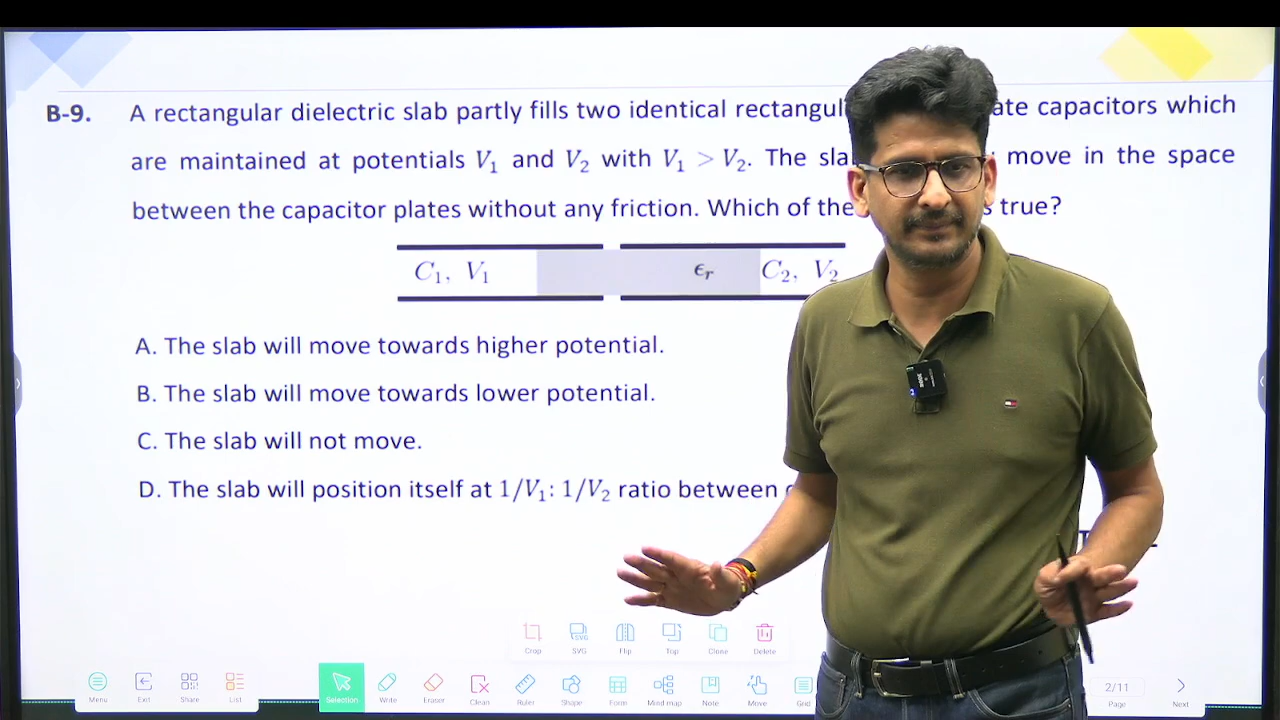 B-9. A rectangular dielectric slab partly fills two identical rectangul ate capacitors which
are maintained at potentials V₁ and V₂ with V₁ > V₂. The sla move in the space
between the capacitor plates without any friction. Which of the s true?
C₁, V₁ ϵᵣ C₂, V₂
A. The slab will move towards higher potential.
B. The slab will move towards lower potential.
C. The slab will not move.
D. The slab will position itself at 1/V₁: 1/V₂ ratio between
Crop SVG Flip Top Clone Delete
Menu Exit Share List Selection Write Eraser Clean Ruler Shape Form Mind map Note Move Grid 2/11 Page Next